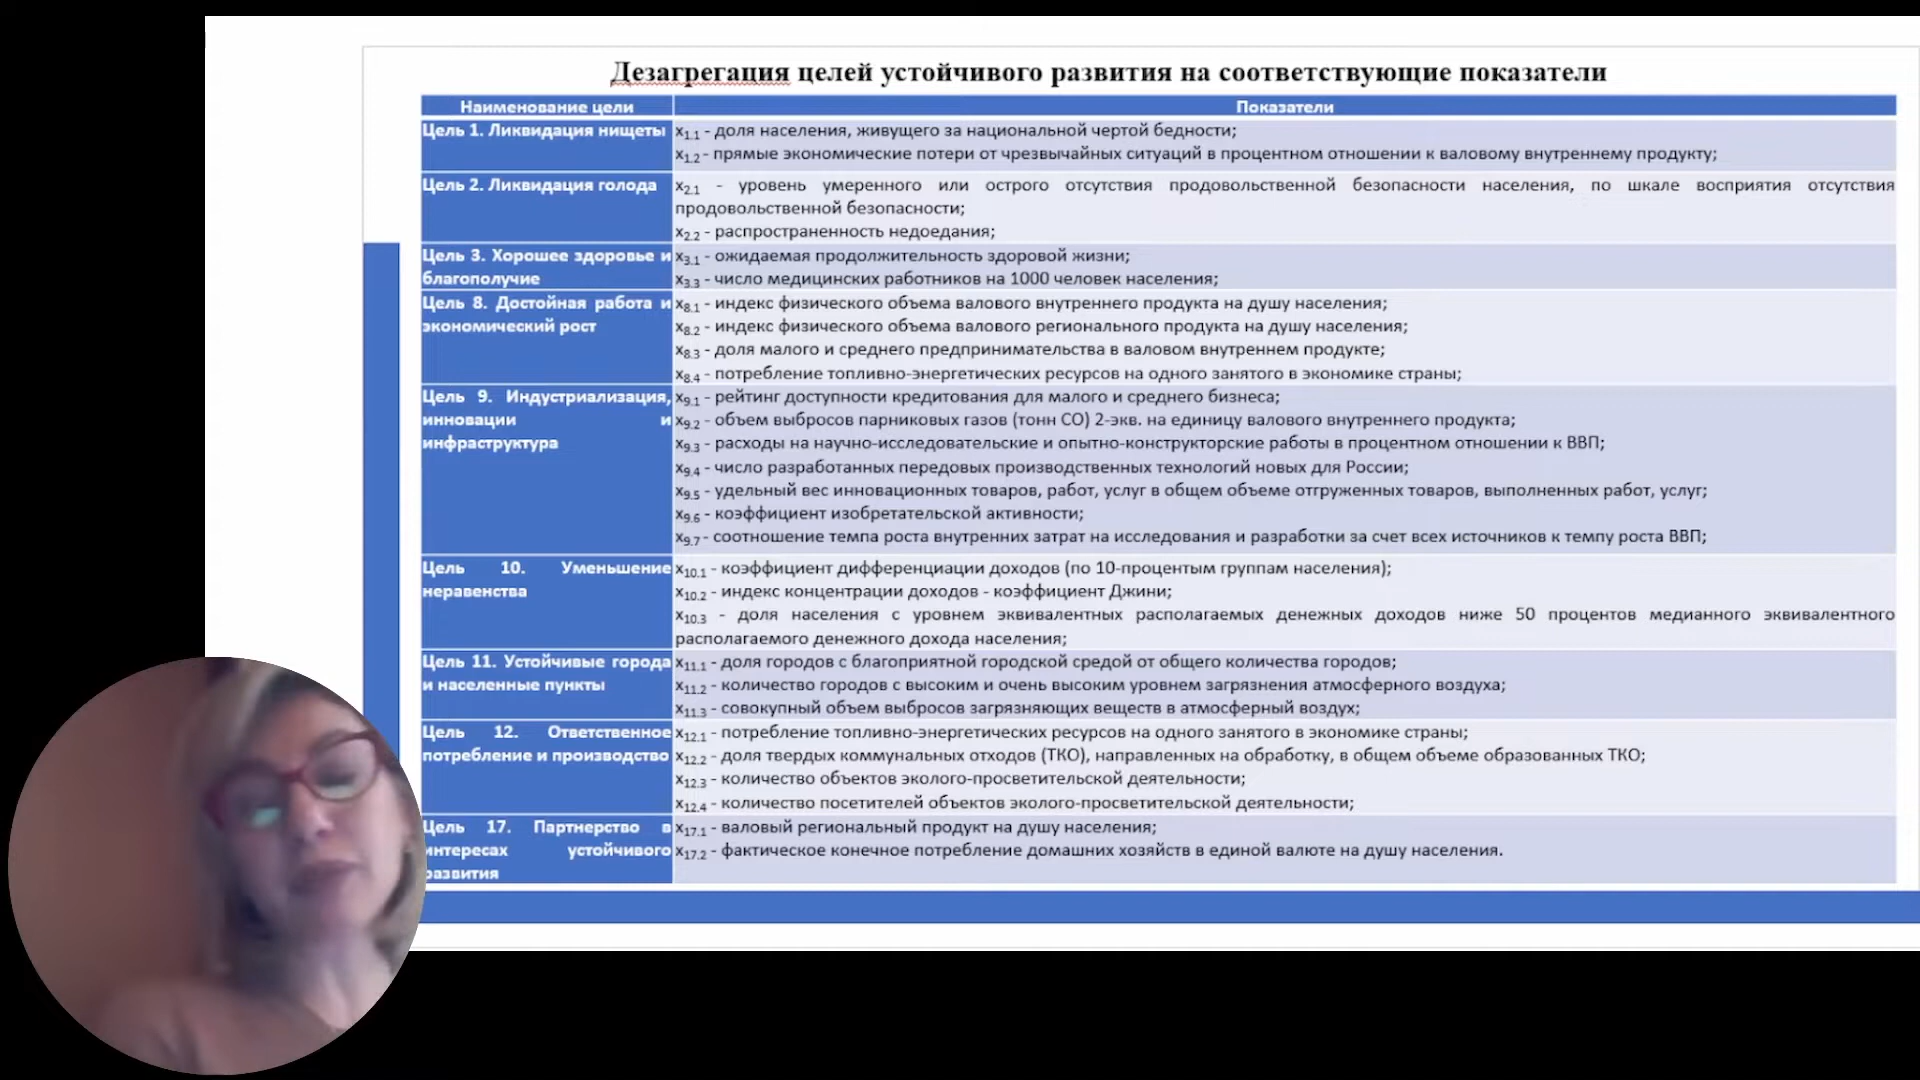 Дезагрегация целей устойчивого развития на соответствующие показатели
Наименование цели
Показатели
Цель 1. Ликвидация нищеты
x1.1 - доля населения, живущего за национальной чертой бедности;
x1.2 - прямые экономические потери от чрезвычайных ситуаций в процентном отношении к валовому внутреннему продукту;
Цель 2. Ликвидация голода
x2.1 - уровень умеренного или острого отсутствия продовольственной безопасности населения, по шкале восприятия отсутствия
продовольственной безопасности;
x2.2 - распространенность недоедания;
Цель 3. Хорошее здоровье и
благополучие
x3.1 - ожидаемая продолжительность здоровой жизни;
x3.3 - число медицинских работников на 1000 человек населения;
Цель 8. Достойная работа и
экономический рост
x8.1 - индекс физического объема валового внутреннего продукта на душу населения;
x8.2 - индекс физического объема валового регионального продукта на душу населения;
x8.3 - доля малого и среднего предпринимательства в валовом внутреннем продукте;
x8.4 - потребление топливно-энергетических ресурсов на одного занятого в экономике страны;
Цель 9. Индустриализация,
инновации и
инфраструктура
x9.1 - рейтинг доступности кредитования для малого и среднего бизнеса;
x9.2 - объем выбросов парниковых газов (тонн СО) 2-экв. на единицу валового внутреннего продукта;
x9.3 - расходы на научно-исследовательские и опытно-конструкторские работы в процентном отношении к ВВП;
x9.4 - число разработанных передовых производственных технологий новых для России;
x9.5 - удельный вес инновационных товаров, работ, услуг в общем объеме отгруженных товаров, выполненных работ, услуг;
x9.6 - коэффициент изобретательской активности;
x9.7 - соотношение темпа роста внутренних затрат на исследования и разработки за счет всех источников к темпу роста ВВП;
Цель 10. Уменьшение
неравенства
x10.1 - коэффициент дифференциации доходов (по 10-процентым группам населения);
x10.2 - индекс концентрации доходов - коэффициент Джини;
x10.3 - доля населения с уровнем эквивалентных располагаемых денежных доходов ниже 50 процентов медианного эквивалентного
располагаемого денежного дохода населения;
Цель 11. Устойчивые города
и населенные пункты
x11.1 - доля городов с благоприятной городской средой от общего количества городов;
x11.2 - количество городов с высоким и очень высоким уровнем загрязнения атмосферного воздуха;
x11.3 - совокупный объем выбросов загрязняющих веществ в атмосферный воздух;
Цель 12. Ответственное
потребление и производство
x12.1 - потребление топливно-энергетических ресурсов на одного занятого в экономике страны;
x12.2 - доля твердых коммунальных отходов (ТКО), направленных на обработку, в общем объеме образованных ТКО;
x12.3 - количество объектов эколого-просветительской деятельности;
x12.4 - количество посетителей объектов эколого-просветительской деятельности;
Цель 17. Партнерство в
интересах устойчивого
развития
x17.1 - валовый региональный продукт на душу населения;
x17.2 - фактическое конечное потребление домашних хозяйств в единой валюте на душу населения.